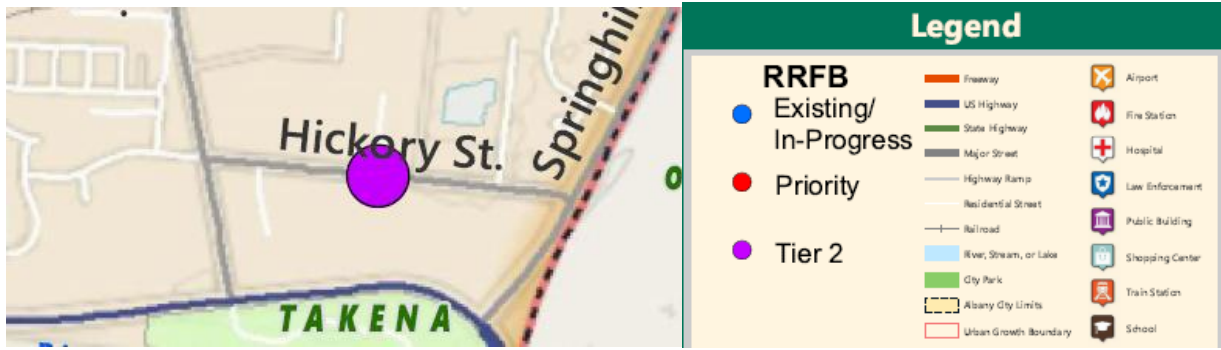 Hickory St.
Springhil
TAKENA
Legend
RRFB
Existing/
In-Progress
Priority
Tier 2
Freeway
US Highway
State Highway
Major Street
Highway Ramp
Residential Street
Railroad
River, Stream, or Lake
City Park
Albany City Limits
Urban Growth Boundary
Airport
Fire Station
Hospital
Law Enforcement
Public Building
Shopping Center
Train Station
School